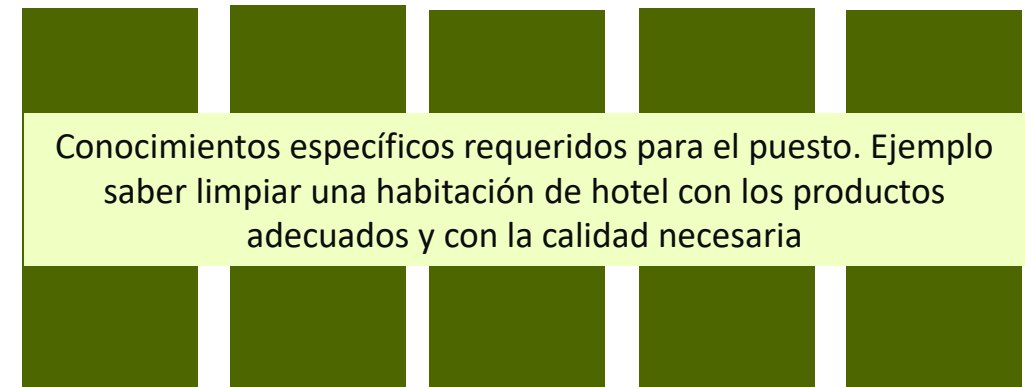 Conocimientos específicos requeridos para el puesto. Ejemplo
saber limpiar una habitación de hotel con los productos
adecuados y con la calidad necesaria